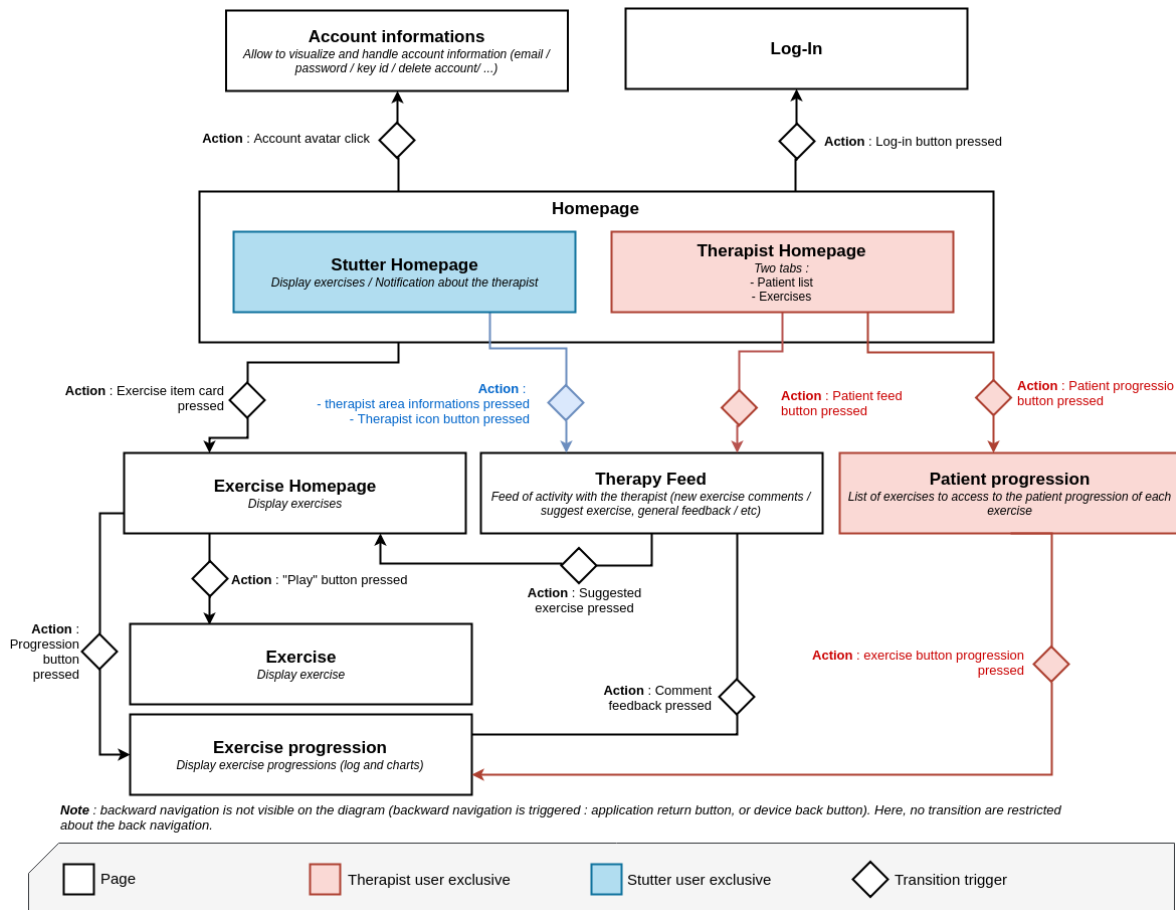 Account informations
Allow to visualize and handle account information (email /
password / key id / delete account/ ...)
Log-In
Action : Account avatar click
Action : Log-in button pressed
Homepage
Stutter Homepage
Display exercises / Notification about the therapist
Therapist Homepage
Two tabs :
- Patient list
- Exercises
Action : Exercise item card
pressed
Action :
- therapist area informations pressed
- Therapist icon button pressed
Action : Patient feed
button pressed
Action : Patient progressio
button pressed
Exercise Homepage
Display exercises
Therapy Feed
Feed of activity with the therapist (new exercise comments /
suggest exercise, general feedback / etc)
Patient progression
List of exercises to access to the patient progression of each
exercise
Action : "Play" button pressed
Action : Suggested
exercise pressed
Action :
Progression
button
pressed
Exercise
Display exercise
Action : exercise button progression
pressed
Action : Comment
feedback pressed
Exercise progression
Display exercise progressions (log and charts)
Note : backward navigation is not visible on the diagram (backward navigation is triggered : application return button, or device back button). Here, no transition are restricted
about the back navigation.
Page
Therapist user exclusive
Stutter user exclusive
Transition trigger